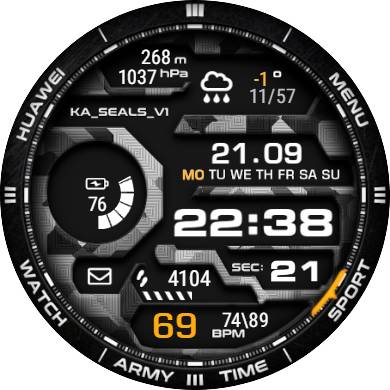 268 m
1037 hPa
-1°
11/57
HUAWEI
MENU
KA_SEALS_V1
21.09
MO TU WE TH FR SA SU
76
22:38
SEC: 21
4104
69
74\89
BPM
WATCH
SPORT
ARMY TIME